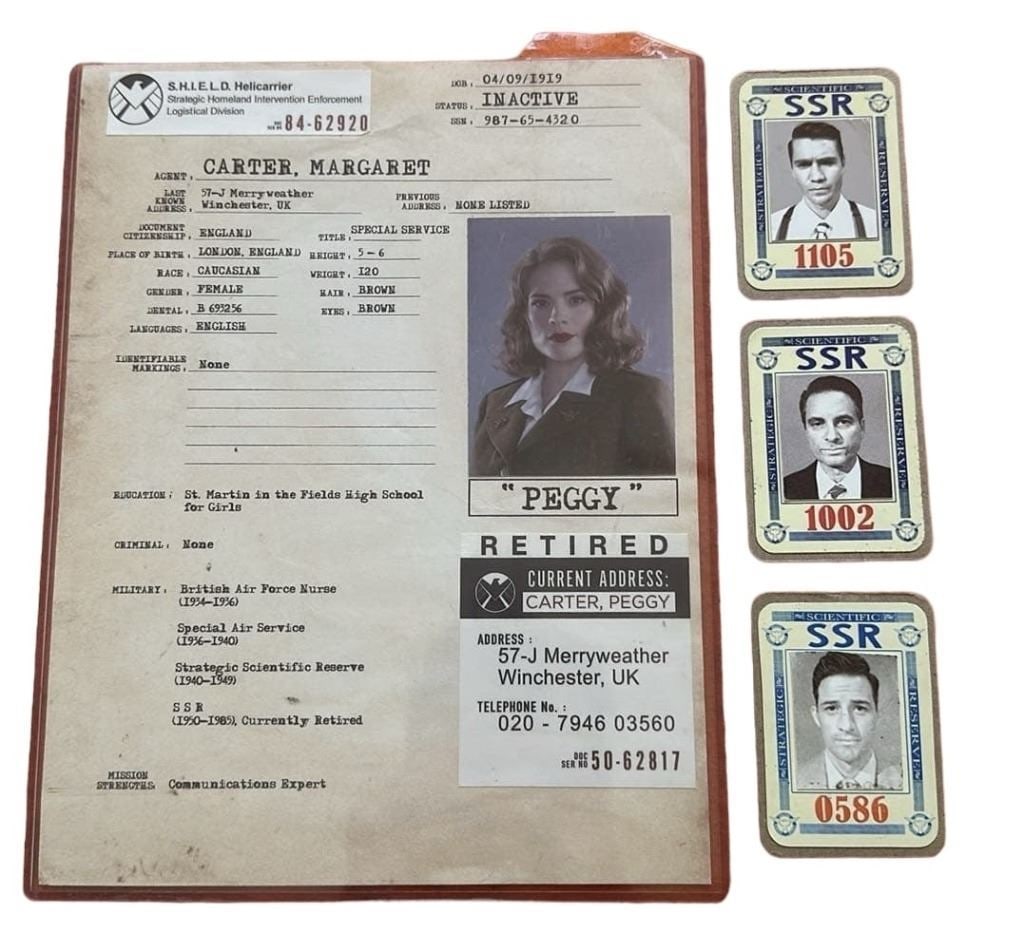 S.H.I.E.L.D. Helicarrier
Strategic Homeland Intervention Enforcement
Logistical Division
DOC SER NO 84-62920
DOB: 04/09/1919
STATUS: INACTIVE
SSN: 987-65-4320
AGENT: CARTER, MARGARET
LAST KNOWN ADDRESS: 57-J Merryweather
Winchester, UK
PREVIOUS ADDRESS: NONE LISTED
DOCUMENT CITIZENSHIP: ENGLAND
TITLE: SPECIAL SERVICE
PLACE OF BIRTH: LONDON, ENGLAND
HEIGHT: 5-6
RACE: CAUCASIAN
WEIGHT: 120
GENDER: FEMALE
HAIR: BROWN
DENTAL: B 693256
EYES: BROWN
LANGUAGES: ENGLISH
IDENTIFIABLE MARKINGS: None
EDUCATION: St. Martin in the Fields High School
for Girls
CRIMINAL: None
MILITARY: British Air Force Nurse
(1934-1936)
Special Air Service
(1936-1940)
Strategic Scientific Reserve
(1940-1949)
S S R
(1950-1985), Currently Retired
MISSION STRENGTHS: Communications Expert
"PEGGY"
RETIRED
CURRENT ADDRESS:
CARTER, PEGGY
ADDRESS :
57-J Merryweather
Winchester, UK
TELEPHONE No. :
020 - 7946 03560
DOC SER NO 50-62817
SCIENTIFIC
SSR
STRATEGIC
RESERVE
1105
SCIENTIFIC
SSR
STRATEGIC
RESERVE
1002
SCIENTIFIC
SSR
STRATEGIC
RESERVE
0586